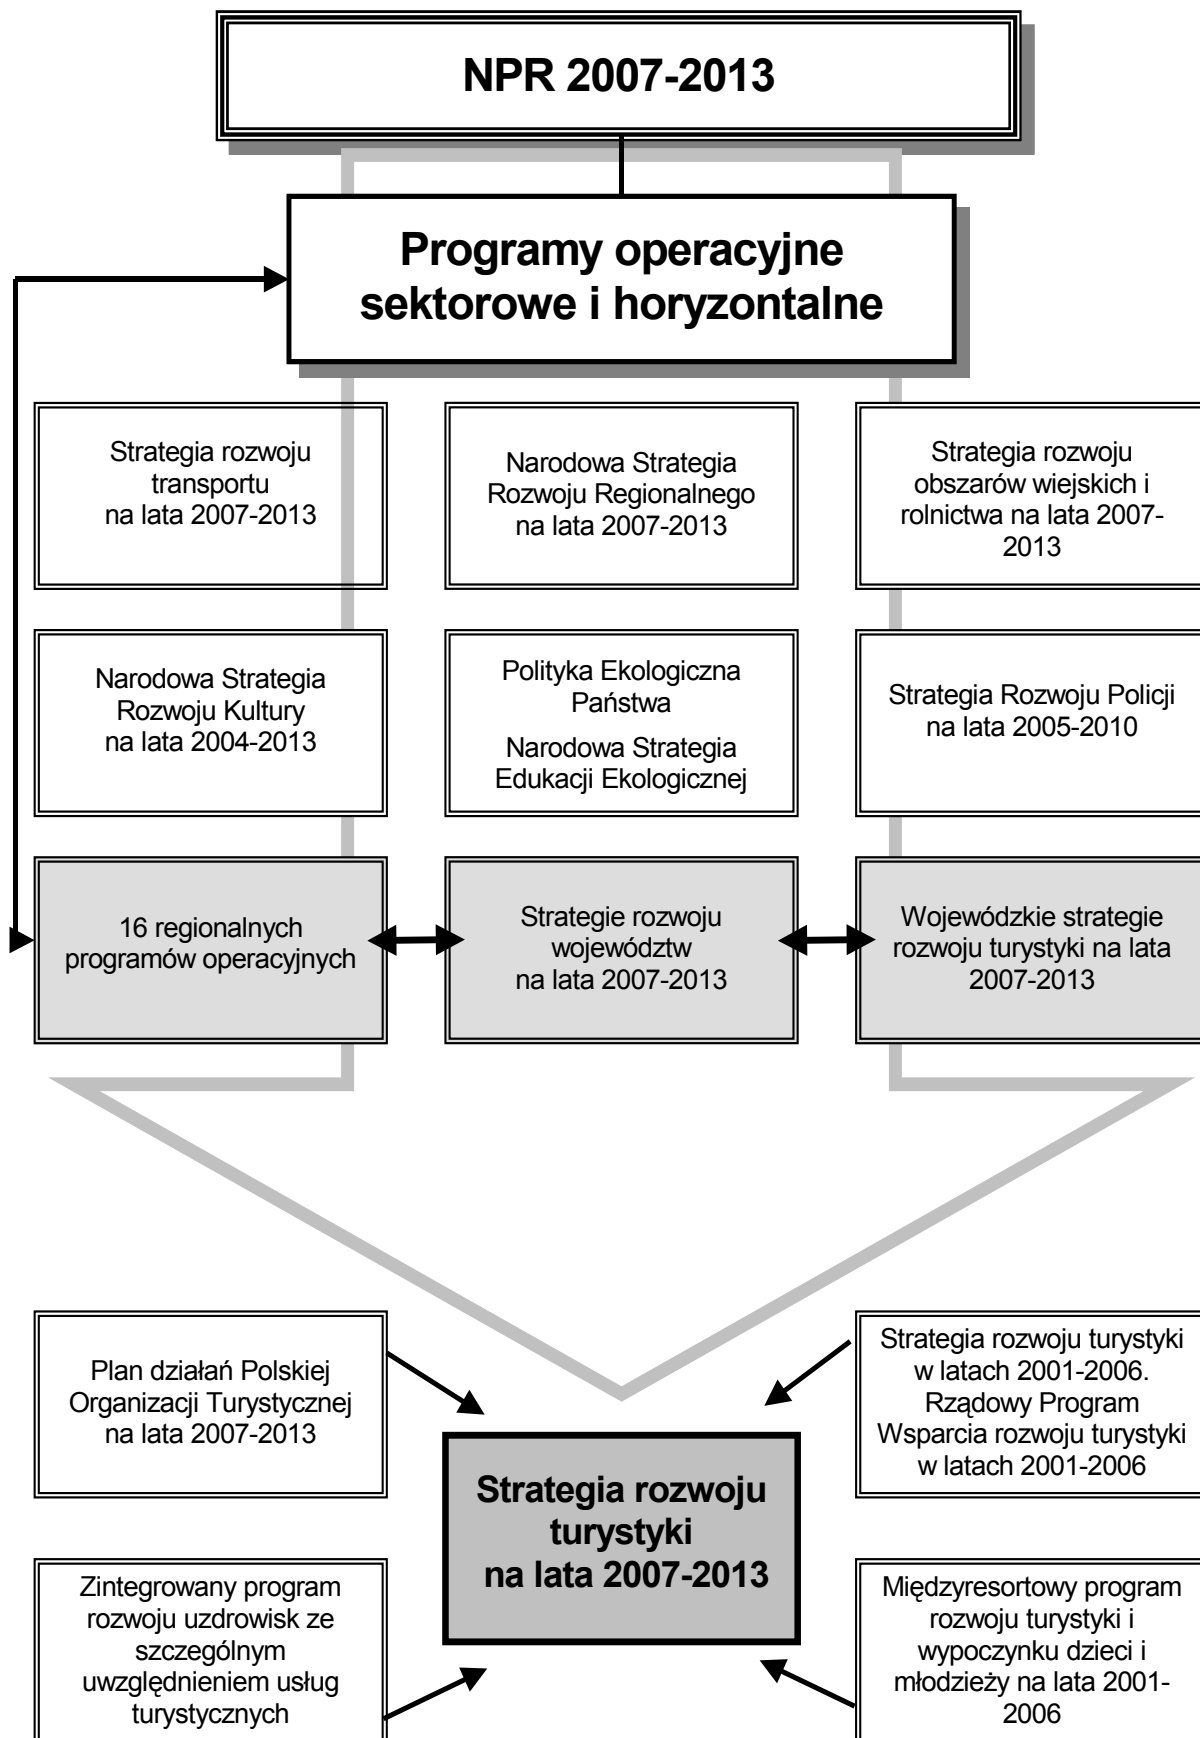 NPR 2007-2013
Programy operacyjne
sektorowe i horyzontalne
Strategia rozwoju
transportu
na lata 2007-2013
Narodowa Strategia
Rozwoju Regionalnego
na lata 2007-2013
Strategia rozwoju
obszarów wiejskich i
rolnictwa na lata 2007-
2013
Narodowa Strategia
Rozwoju Kultury
na lata 2004-2013
Polityka Ekologiczna
Państwa
Narodowa Strategia
Edukacji Ekologicznej
Strategia Rozwoju Policji
na lata 2005-2010
16 regionalnych
programów operacyjnych
Strategie rozwoju
województw
na lata 2007-2013
Wojewódzkie strategie
rozwoju turystyki na lata
2007-2013
Plan działań Polskiej
Organizacji Turystycznej
na lata 2007-2013
Strategia rozwoju turystyki
w latach 2001-2006.
Rządowy Program
Wsparcia rozwoju turystyki
w latach 2001-2006
Strategia rozwoju
turystyki
na lata 2007-2013
Zintegrowany program
rozwoju uzdrowisk ze
szczególnym
uwzględnieniem usług
turystycznych
Międzyresortowy program
rozwoju turystyki i
wypoczynku dzieci i
młodzieży na lata 2001-
2006